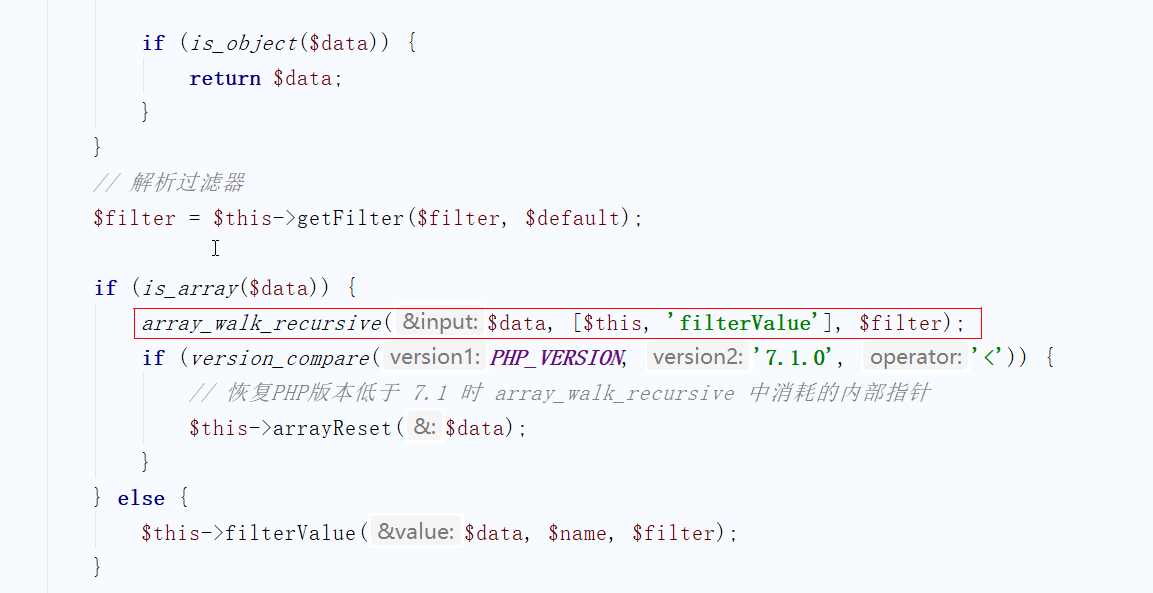 if (is_object($data)) {
return $data;
}
}
// 解析过滤器
$filter = $this->getFilter($filter, $default);
if (is_array($data)) {
array_walk_recursive( &input: $data, [$this, 'filterValue'], $filter);
if (version_compare( version1: PHP_VERSION, version2: '7.1.0', operator: '<')) {
// 恢复PHP版本低于 7.1 时 array_walk_recursive 中消耗的内部指针
$this->arrayReset( &: $data);
}
} else {
$this->filterValue( &value: $data, $name, $filter);
}